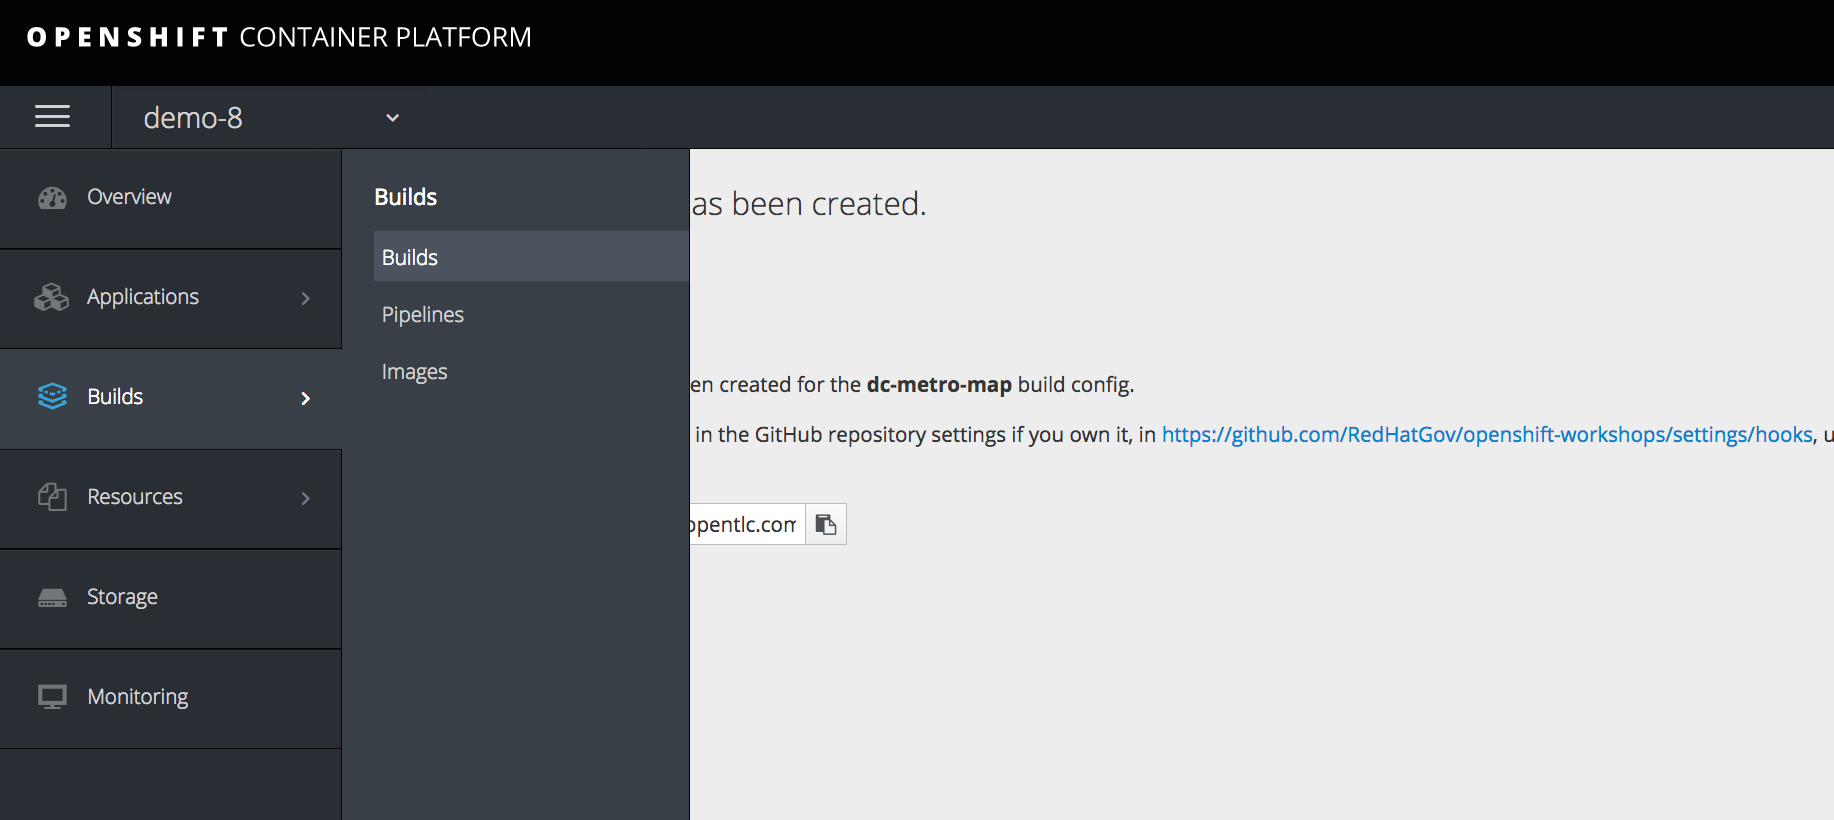 OPENSHIFT CONTAINER PLATFORM
demo-8
Overview
Applications
Builds
Resources
Storage
Monitoring
Builds
Builds
Pipelines
Images
as been created.
en created for the dc-metro-map build config.
in the GitHub repository settings if you own it, in https://github.com/RedHatGov/openshift-workshops/settings/hooks, u
opentlc.com